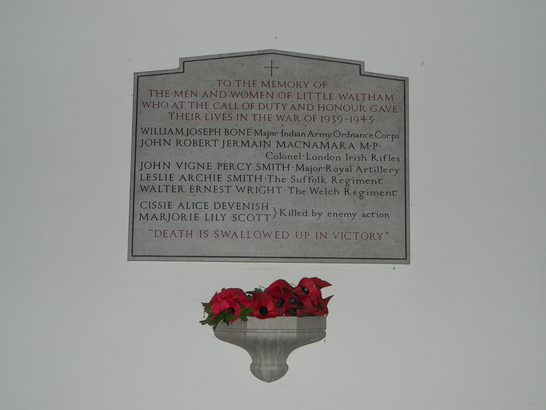 TO THE MEMORY OF
THE MEN AND WOMEN OF LITTLE WALTHAM
WHO AT THE CALL OF DUTY AND HONOUR GAVE
THEIR LIVES IN THE WAR OF 1939-1945
WILLIAM JOSEPH BONE·Major·Indian Army Ordnance Corps
JOHN ROBERT JERMAIN MACNAMARA M·P·
Colonel·London Irish Rifles
JOHN VIGNE PERCY SMITH·Major·Royal Artillery
LESLIE ARCHIE SMITH·The Suffolk Regiment
WALTER ERNEST WRIGHT·The Welch Regiment
CISSIE ALICE DEVENISH
MARJORIE LILY SCOTT } Killed by enemy action
"DEATH IS SWALLOWED UP IN VICTORY"